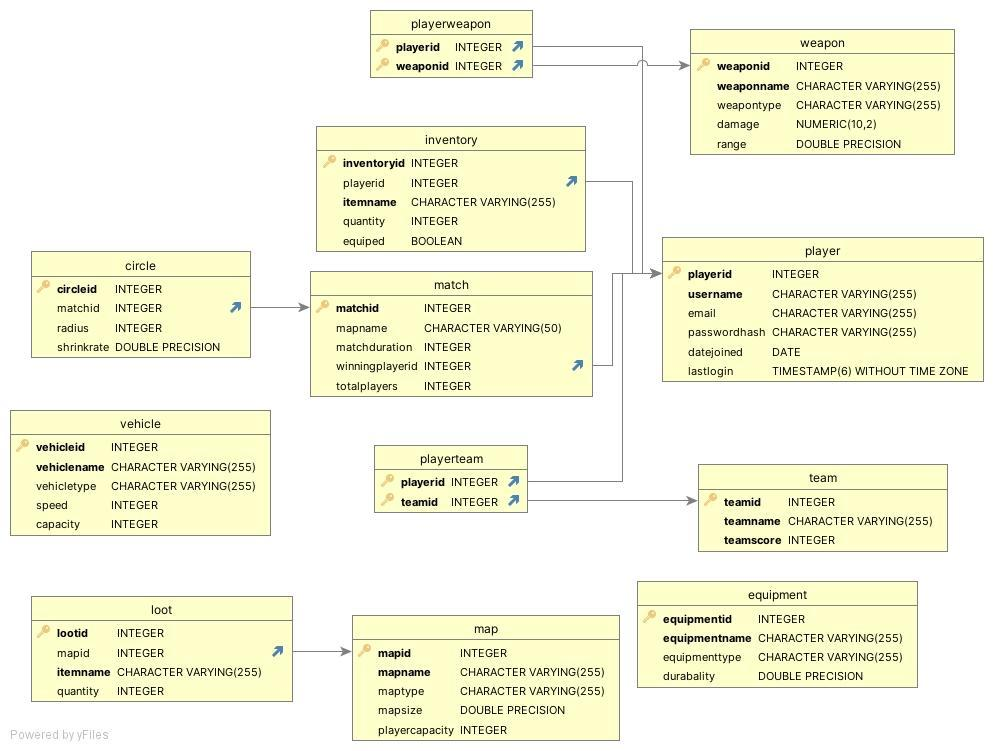 playerweapon
playerid INTEGER
weaponid INTEGER
weapon
weaponid INTEGER
weaponname CHARACTER VARYING(255)
weapontype CHARACTER VARYING(255)
damage NUMERIC(10,2)
range DOUBLE PRECISION
inventory
inventoryid INTEGER
playerid INTEGER
itemname CHARACTER VARYING(255)
quantity INTEGER
equiped BOOLEAN
circle
circleid INTEGER
matchid INTEGER
radius INTEGER
shrinkrate DOUBLE PRECISION
match
matchid INTEGER
mapname CHARACTER VARYING(50)
matchduration INTEGER
winningplayerid INTEGER
totalplayers INTEGER
player
playerid INTEGER
username CHARACTER VARYING(255)
email CHARACTER VARYING(255)
passwordhash CHARACTER VARYING(255)
datejoined DATE
lastlogin TIMESTAMP(6) WITHOUT TIME ZONE
vehicle
vehicleid INTEGER
vehiclename CHARACTER VARYING(255)
vehicletype CHARACTER VARYING(255)
speed INTEGER
capacity INTEGER
playerteam
playerid INTEGER
teamid INTEGER
team
teamid INTEGER
teamname CHARACTER VARYING(255)
teamscore INTEGER
loot
lootid INTEGER
mapid INTEGER
itemname CHARACTER VARYING(255)
quantity INTEGER
map
mapid INTEGER
mapname CHARACTER VARYING(255)
maptype CHARACTER VARYING(255)
mapsize DOUBLE PRECISION
playercapacity INTEGER
equipment
equipmentid INTEGER
equipmentname CHARACTER VARYING(255)
equipmenttype CHARACTER VARYING(255)
durabality DOUBLE PRECISION
Powered by yFiles